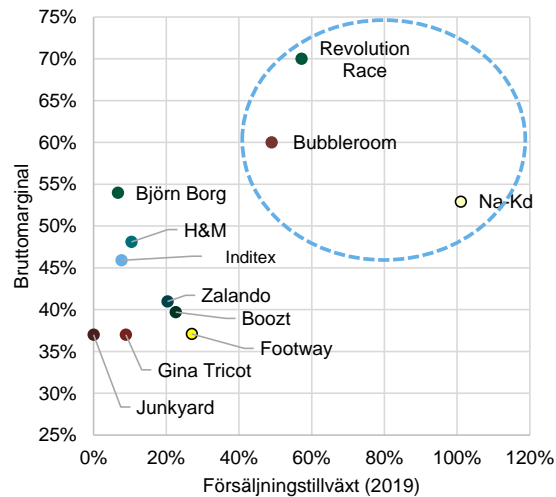 75%
70%
65%
60%
55%
50%
45%
40%
35%
30%
25%
Bruttomarginal
Revolution
Race
Bubbleroom
Björn Borg
Na-Kd
H&M
Inditex
Zalando
Boozt
Footway
Gina Tricot
Junkyard
0%
20%
40%
60%
80%
100%
120%
Försäljningstillväxt (2019)